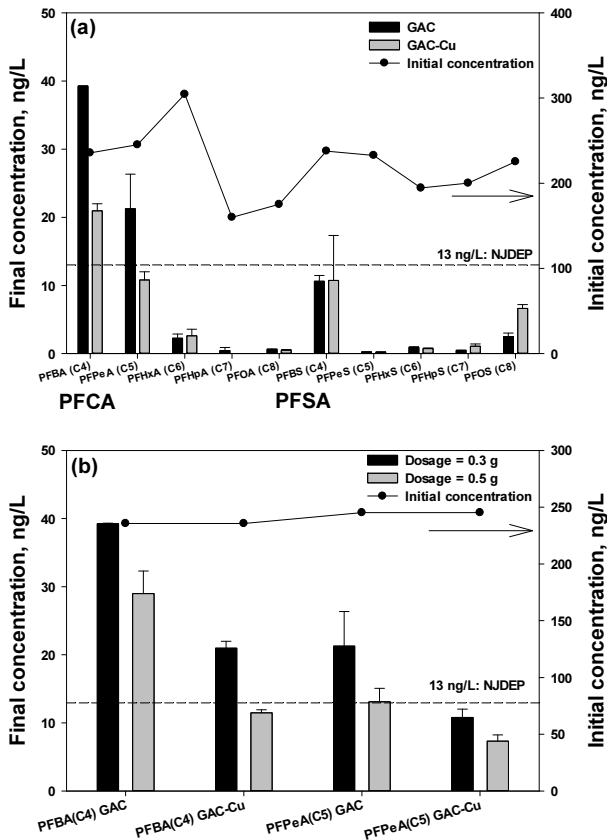 (a)
GAC
GAC-Cu
Initial concentration
Final concentration, ng/L
50
40
30
20
10
0
Initial concentration, ng/L
400
300
200
100
0
13 ng/L: NJDEP
PFBA (C4)
PFPeA (C5)
PFHxA (C6)
PFHpA (C7)
PFOA (C8)
PFBS (C4)
PFPeS (C5)
PFHxS (C6)
PFHpS (C7)
PFOS (C8)
PFCA
PFSA
(b)
Dosage = 0.3 g
Dosage = 0.5 g
Initial concentration
Final concentration, ng/L
50
40
30
20
10
0
Initial concentration, ng/L
300
250
200
150
100
50
0
13 ng/L: NJDEP
PFBA(C4) GAC
PFBA(C4) GAC-Cu
PFPeA(C5) GAC
PFPeA(C5) GAC-Cu